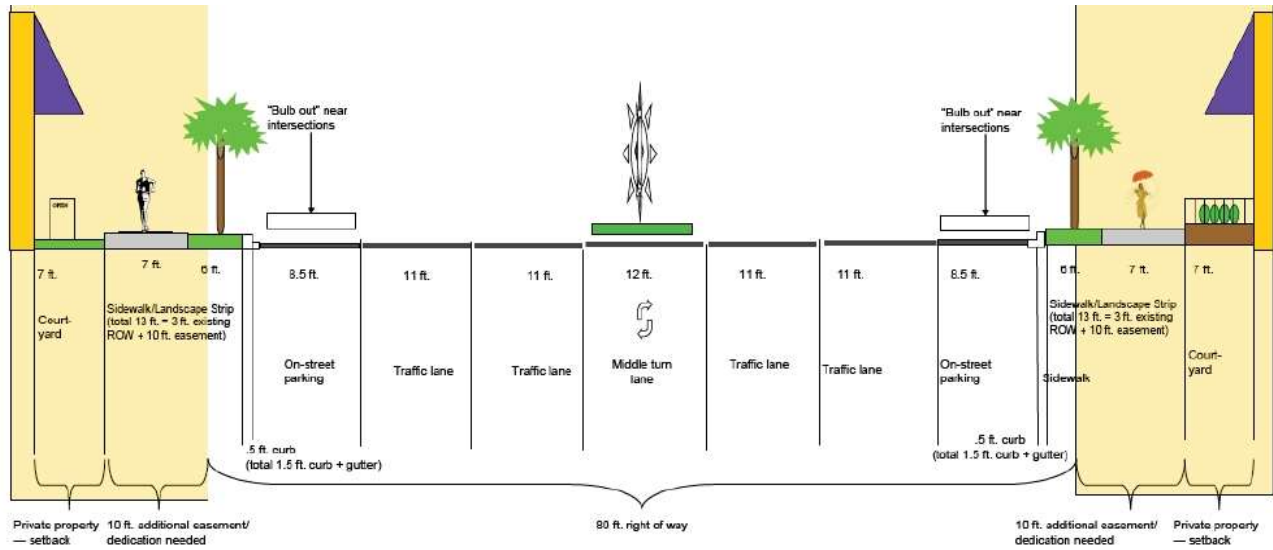 "Bulb out" near
intersections
"Bulb out" near
intersections
OPEN
7 ft.
7 ft.
6 ft.
8.5 ft.
11 ft.
11 ft.
12 ft.
11 ft.
11 ft.
8.5 ft.
6 ft.
7 ft.
7 ft.
Court-
yard
Sidewalk/Landscape Strip
(total 13 ft. = 3 ft. existing
ROW + 10 ft. easement)
On-street
parking
Traffic lane
Traffic lane
Middle turn
lane
Traffic lane
Traffic lane
On-street
parking
Sidewalk
Sidewalk/Landscape Strip
(total 13 ft. = 3 ft. existing
ROW + 10 ft. easement)
Court-
yard
.5 ft. curb
(total 1.5 ft. curb + gutter)
.5 ft. curb
(total 1.5 ft. curb + gutter)
Private property
— setback
10 ft. additional easement/
dedication needed
80 ft. right of way
10 ft. additional easement/
dedication needed
Private property
— setback